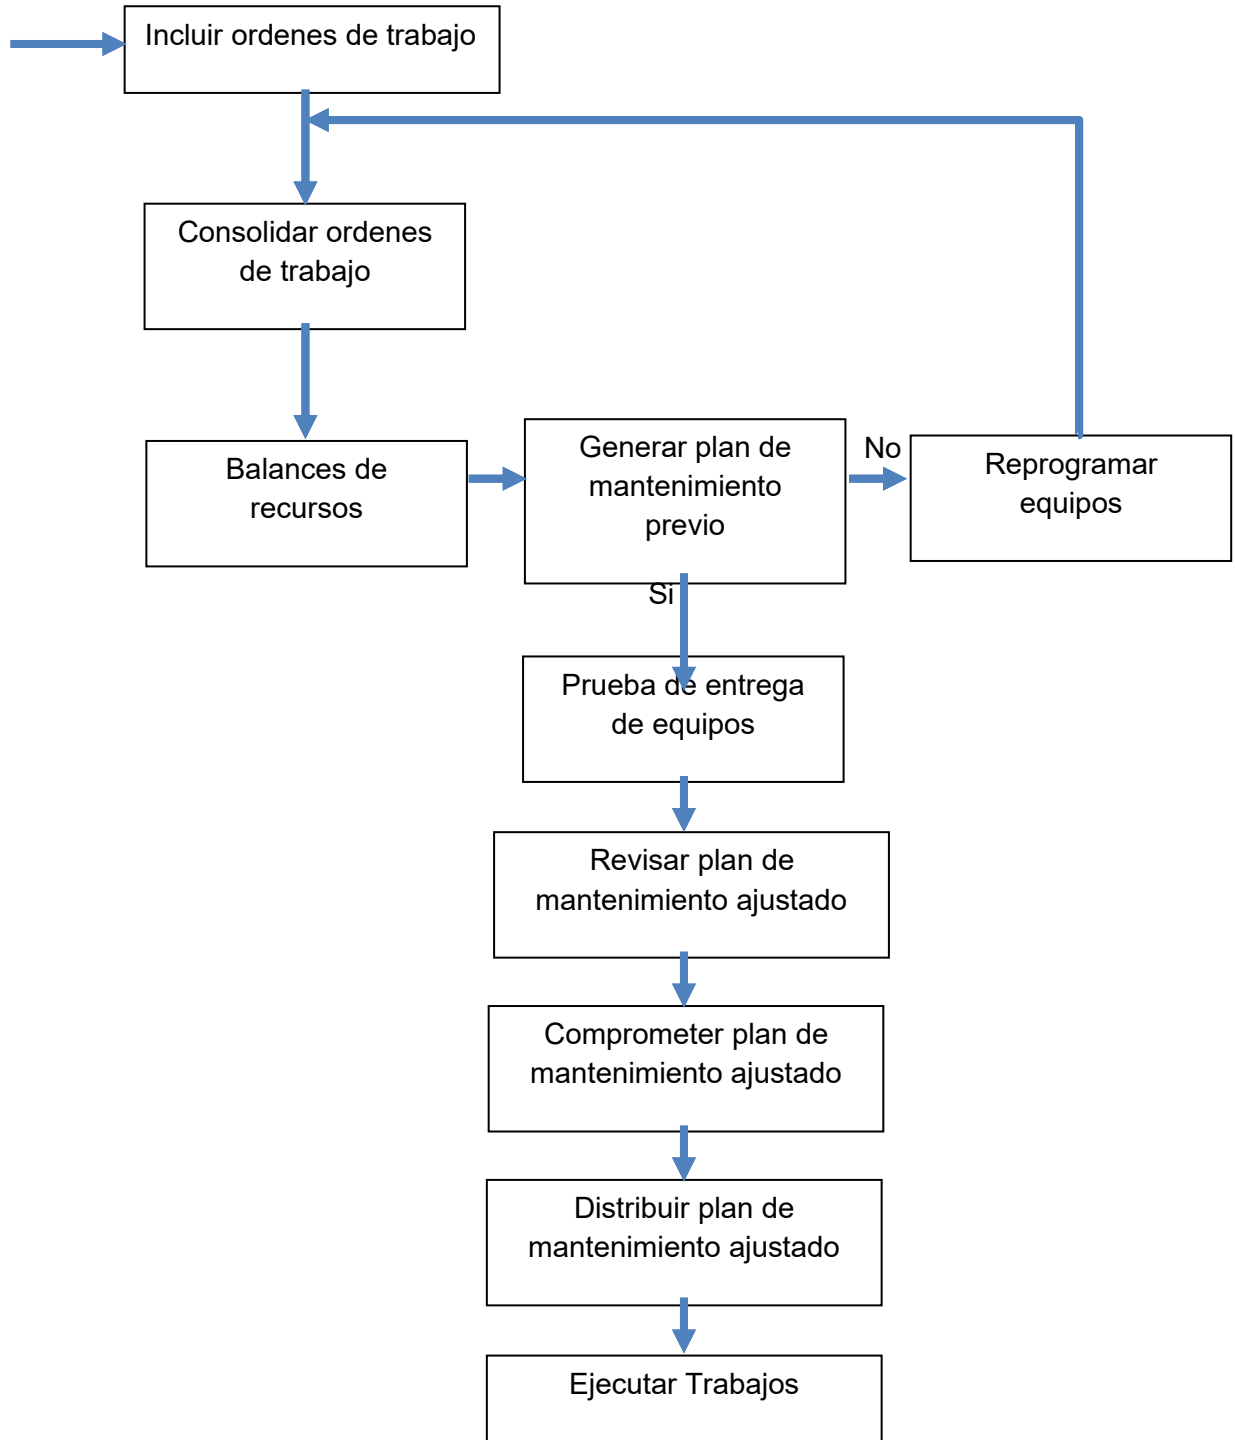 Incluir ordenes de trabajo
Consolidar ordenes
de trabajo
Balances de
recursos
Generar plan de
mantenimiento
previo
No
Reprogramar
equipos
Si
Prueba de entrega
de equipos
Revisar plan de
mantenimiento ajustado
Comprometer plan de
mantenimiento ajustado
Distribuir plan de
mantenimiento ajustado
Ejecutar Trabajos